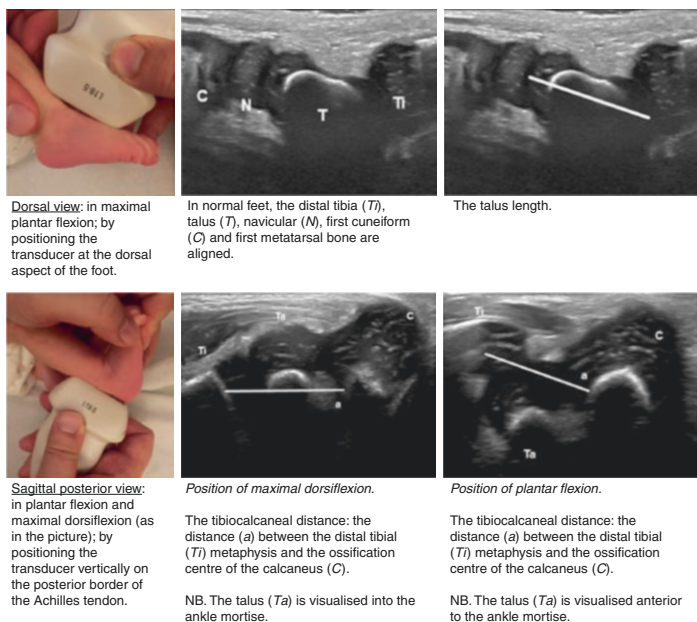 L18-5
C
N
T
Ti
Dorsal view: in maximal
plantar flexion; by
positioning the
transducer at the dorsal
aspect of the foot.
In normal feet, the distal tibia (Ti),
talus (T), navicular (N), first cuneiform
(C) and first metatarsal bone are
aligned.
The talus length.
Ti
Ta
C
a
Ti
C
a
Ta
Sagittal posterior view:
in plantar flexion and
maximal dorsiflexion (as
in the picture); by
positioning the
transducer vertically on
the posterior border of
the Achilles tendon.
Position of maximal dorsiflexion.
The tibiocalcaneal distance: the
distance (a) between the distal tibial
(Ti) metaphysis and the ossification
centre of the calcaneus (C).
NB. The talus (Ta) is visualised into the
ankle mortise.
Position of plantar flexion.
The tibiocalcaneal distance: the
distance (a) between the distal tibial
(Ti) metaphysis and the ossification
centre of the calcaneus (C).
NB. The talus (Ta) is visualised anterior
to the ankle mortise.